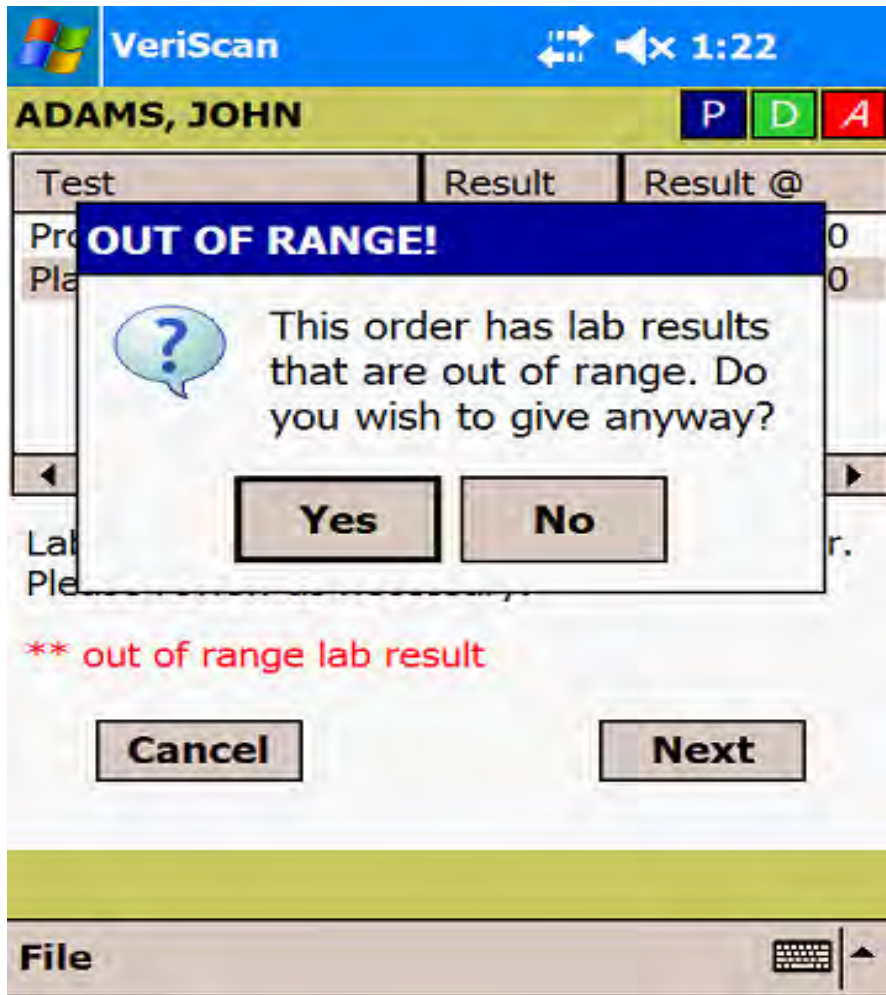 VeriScan 1:22
ADAMS, JOHN P D A
Test Result Result @
OUT OF RANGE!
This order has lab results
that are out of range. Do
you wish to give anyway?
Yes No
** out of range lab result
Cancel Next
File